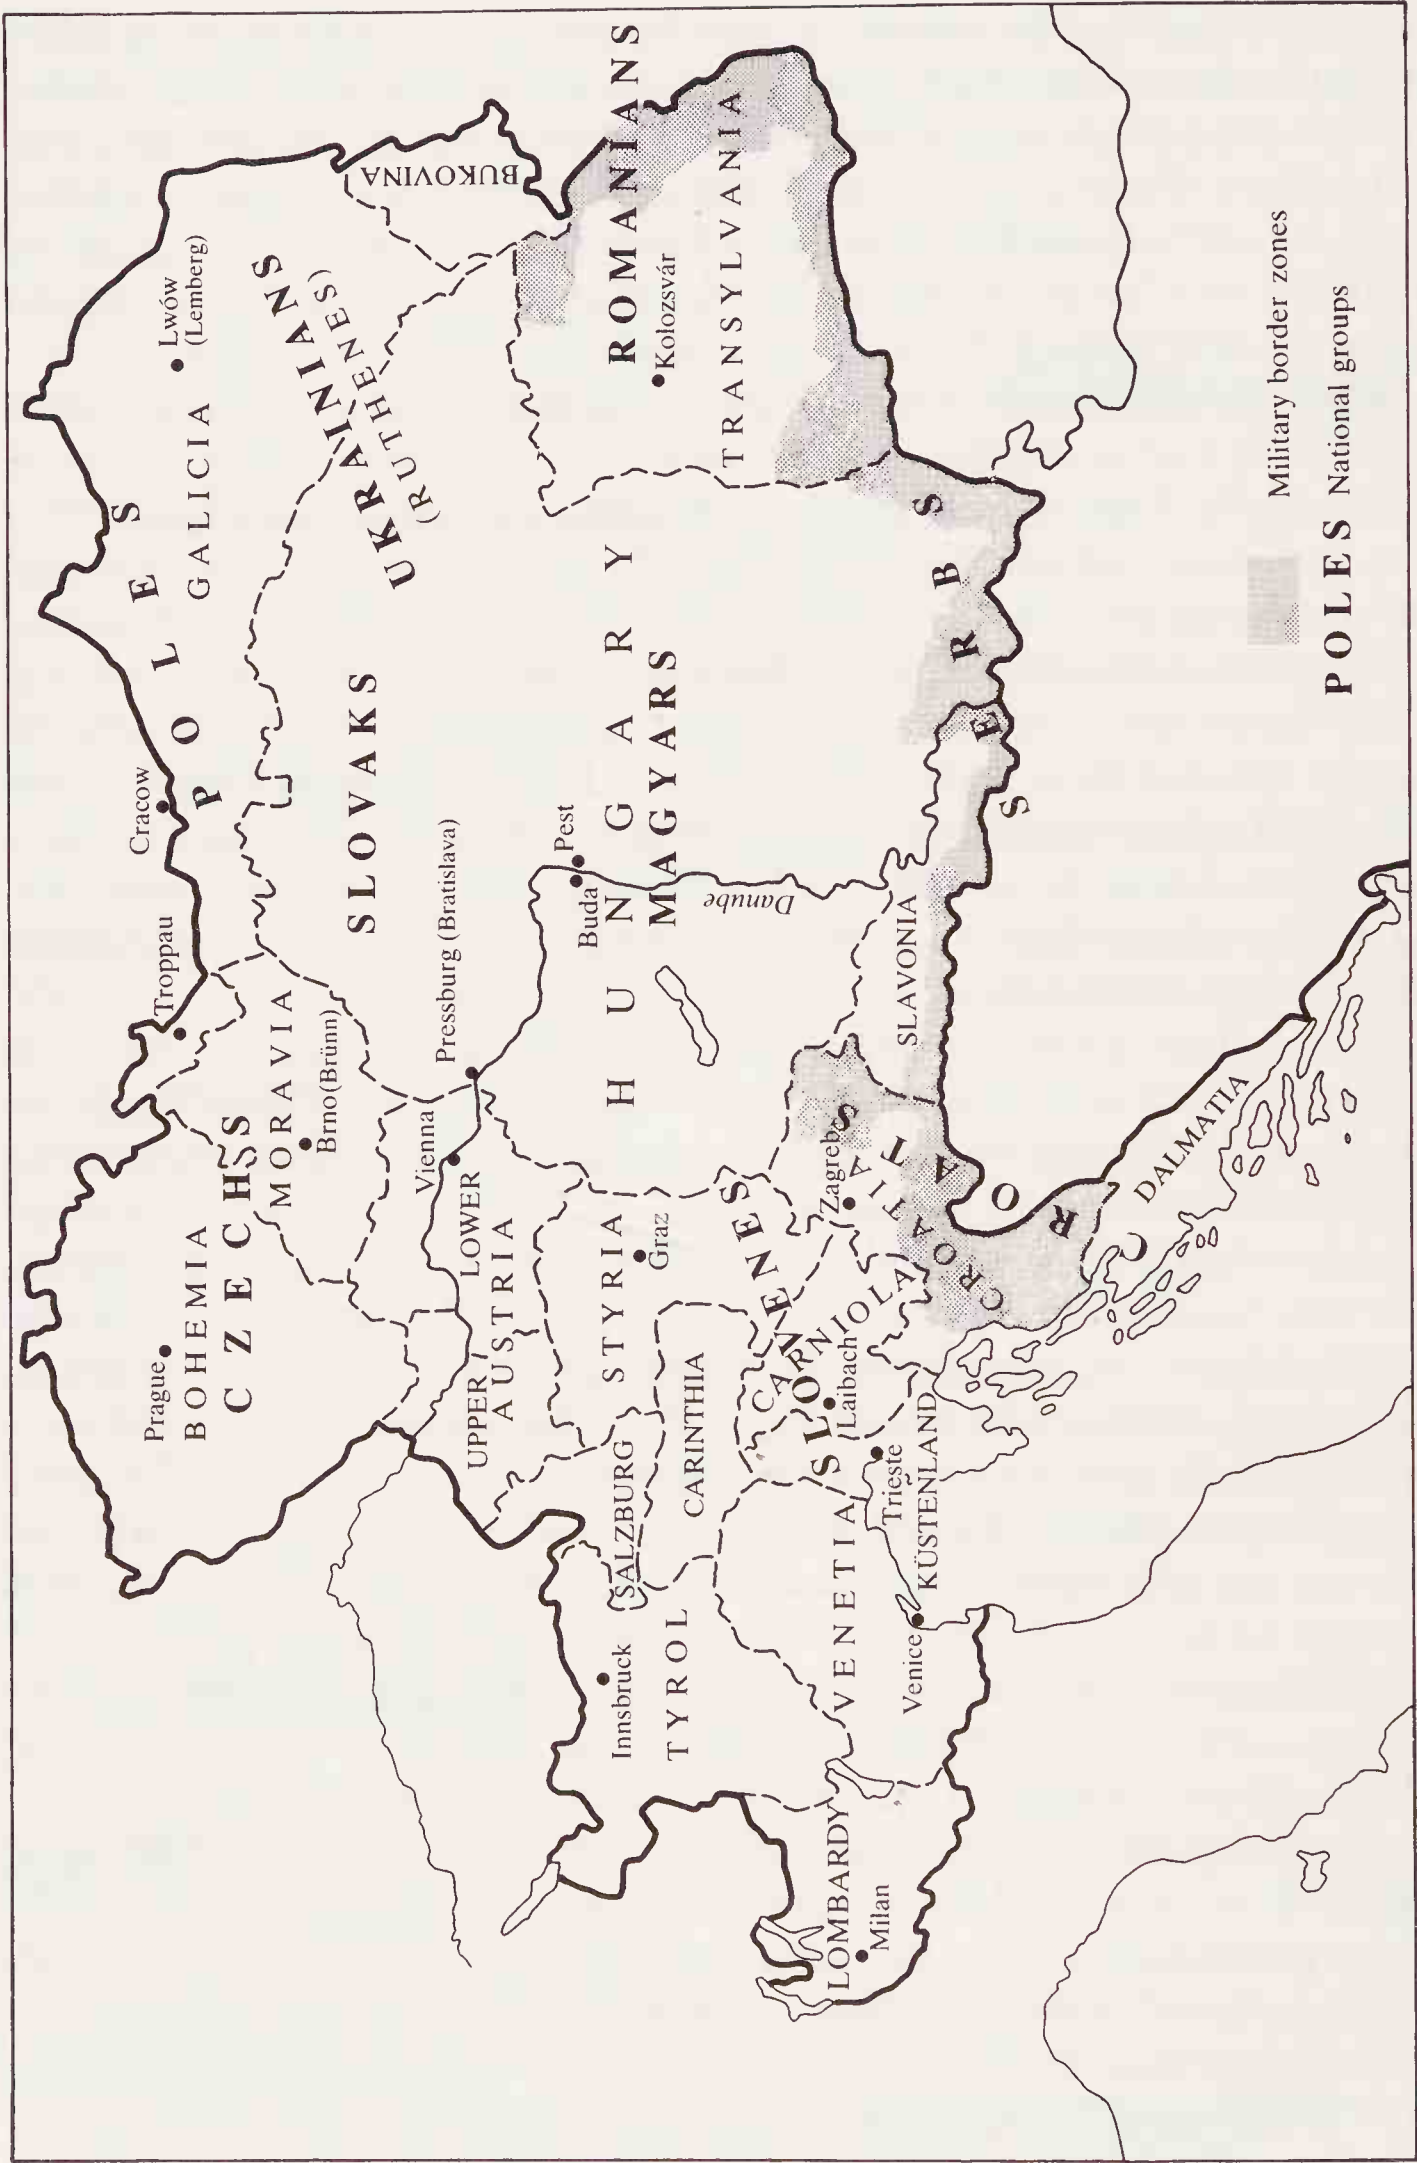 Prague
BOHEMIA
CZECHS
MORAVIA
Brno(Brünn)
Troppau
Cracow
POLES
GALICIA
Lwów
(Lemberg)
UKRAINIANS
(RUTHENES)
BUKOVINA
SLOVAKS
Pressburg (Bratislava)
Vienna
LOWER
UPPER
AUSTRIA
Buda
Pest
HUNGARY
MAGYARS
Danube
ROMANIANS
Kolozsvár
TRANSYLVANIA
Innsbruck
TYROL
SALZBURG
STYRIA
Graz
CARINTHIA
SLOVENES
CARNIOLA
Laibach
Zagreb
CROATIA
CROATS
SLAVONIA
SERBS
LOMBARDY
Milan
VENETIA
Venice
Trieste
KÜSTENLAND
DALMATIA
Military border zones
POLES National groups